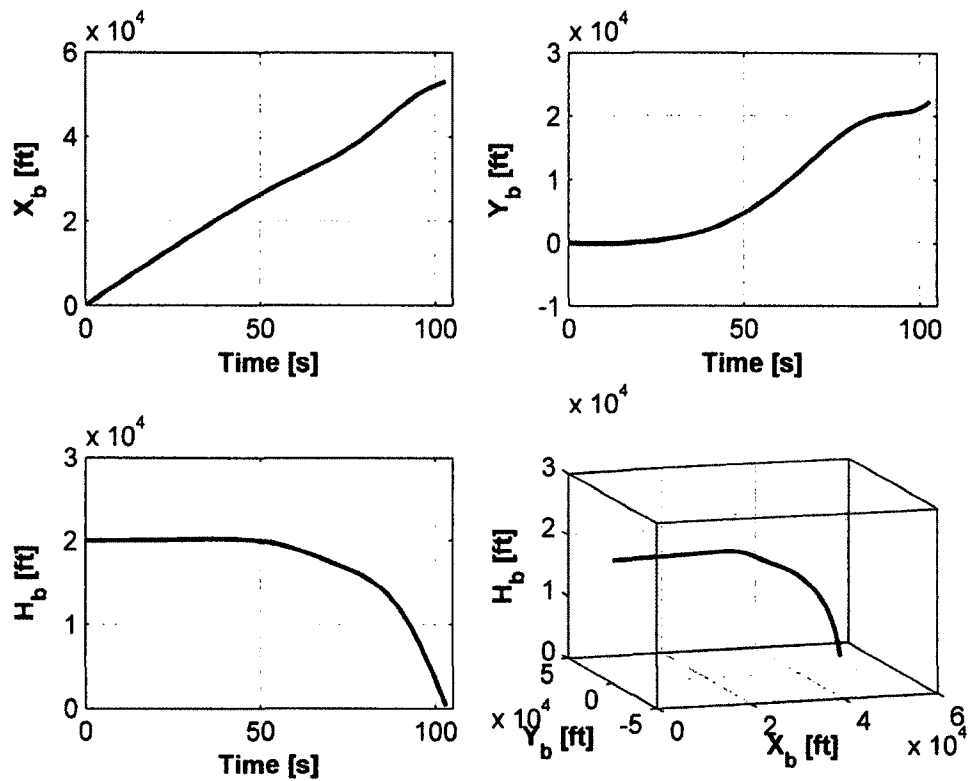 x 10^4
6
4
2
0
X_b [ft]
0 50 100
Time [s]
x 10^4
3
2
1
0
-1
Y_b [ft]
0 50 100
Time [s]
x 10^4
3
2
1
0
H_b [ft]
0 50 100
Time [s]
x 10^4
3
2
1
0
H_b [ft]
5 0 -5
x 10^4
Y_b [ft]
0 2 4 6
X_b [ft]
x 10^4